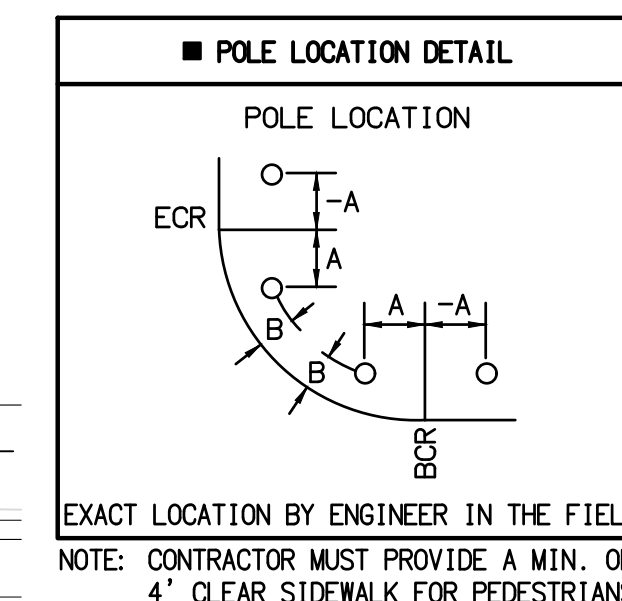 ■ POLE LOCATION DETAIL
POLE LOCATION
-A
ECR
A
A -A
B
B
BCR
EXACT LOCATION BY ENGINEER IN THE FIEL
NOTE: CONTRACTOR MUST PROVIDE A MIN. O
4' CLEAR SIDEWALK FOR PEDESTRIANS